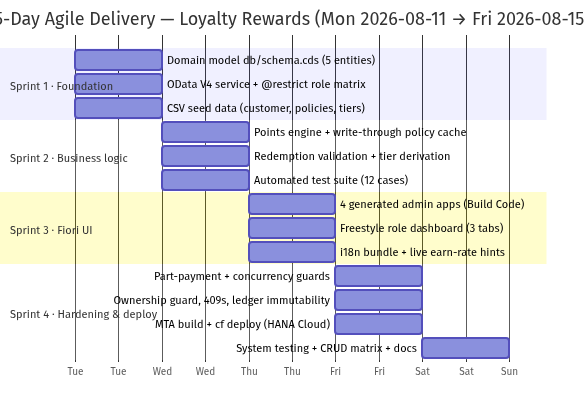 5-Day Agile Delivery — Loyalty Rewards (Mon 2026-08-11 → Fri 2026-08-15
Domain model db/schema.cds (5 entities)
Sprint 1 · Foundation
OData V4 service + @restrict role matrix
CSV seed data (customer, policies, tiers)
Points engine + write-through policy cache
Sprint 2 · Business logic
Redemption validation + tier derivation
Automated test suite (12 cases)
4 generated admin apps (Build Code)
Sprint 3 · Fiori UI
Freestyle role dashboard (3 tabs)
i18n bundle + live earn-rate hints
Part-payment + concurrency guards
Ownership guard, 409s, ledger immutability
Sprint 4 · Hardening & deploy
MTA build + cf deploy (HANA Cloud)
System testing + CRUD matrix + docs
Tue Tue Wed Wed Thu Thu Fri Fri Sat Sat Sun